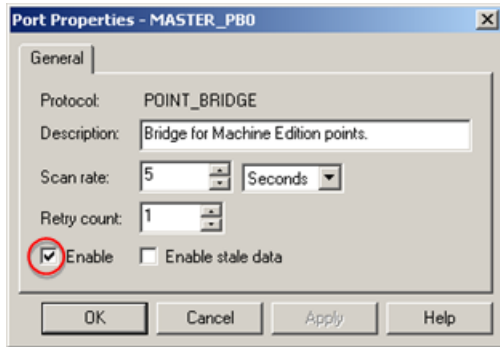 Port Properties - MASTER_PB0
General
Protocol: POINT_BRIDGE
Description: Bridge for Machine Edition points.
Scan rate: 5 Seconds
Retry count: 1
Enable Enable stale data
OK Cancel Apply Help